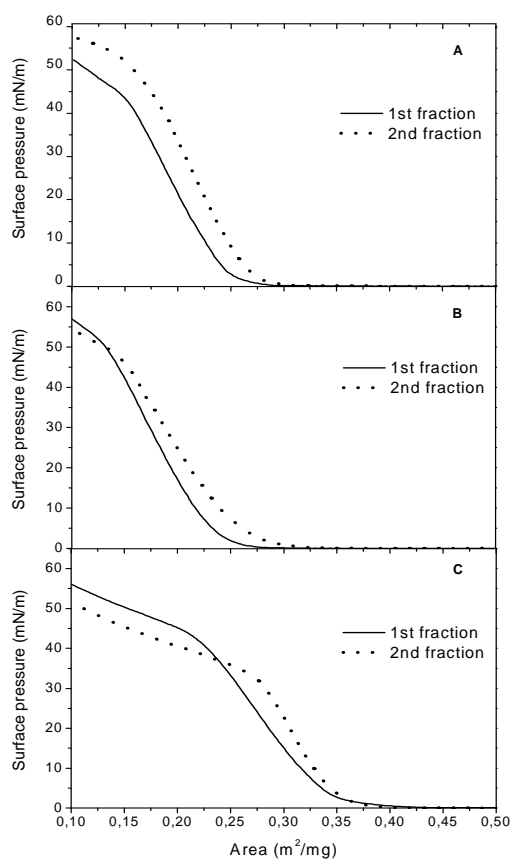 60
50
40
30
20
10
0
Surface pressure (mN/m)
A
1st fraction
2nd fraction
60
50
40
30
20
10
0
Surface pressure (mN/m)
B
1st fraction
2nd fraction
60
50
40
30
20
10
0
Surface pressure (mN/m)
C
1st fraction
2nd fraction
0,10 0,15 0,20 0,25 0,30 0,35 0,40 0,45 0,50
Area (m²/mg)